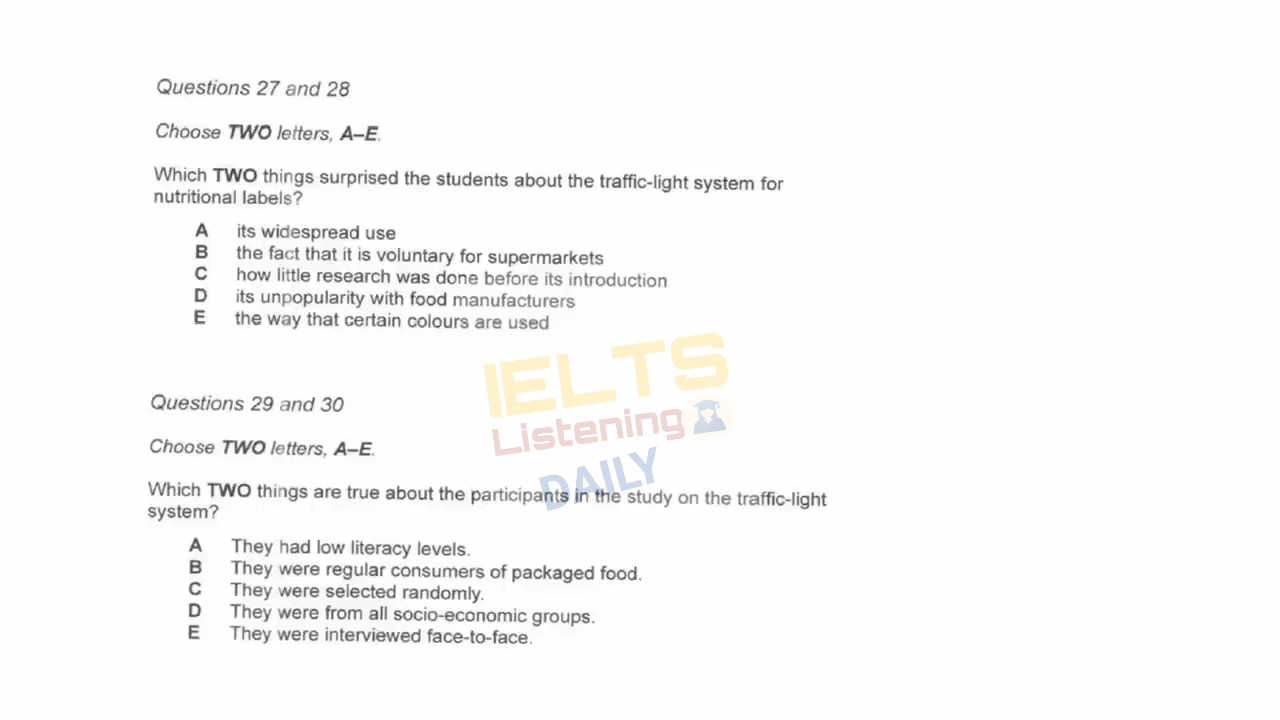 Questions 27 and 28
Choose TWO letters, A–E.
Which TWO things surprised the students about the traffic-light system for
nutritional labels?
A its widespread use
B the fact that it is voluntary for supermarkets
C how little research was done before its introduction
D its unpopularity with food manufacturers
E the way that certain colours are used
IELTS
Listening
DAILY
Questions 29 and 30
Choose TWO letters, A–E.
Which TWO things are true about the participants in the study on the traffic-light
system?
A They had low literacy levels.
B They were regular consumers of packaged food.
C They were selected randomly.
D They were from all socio-economic groups.
E They were interviewed face-to-face.